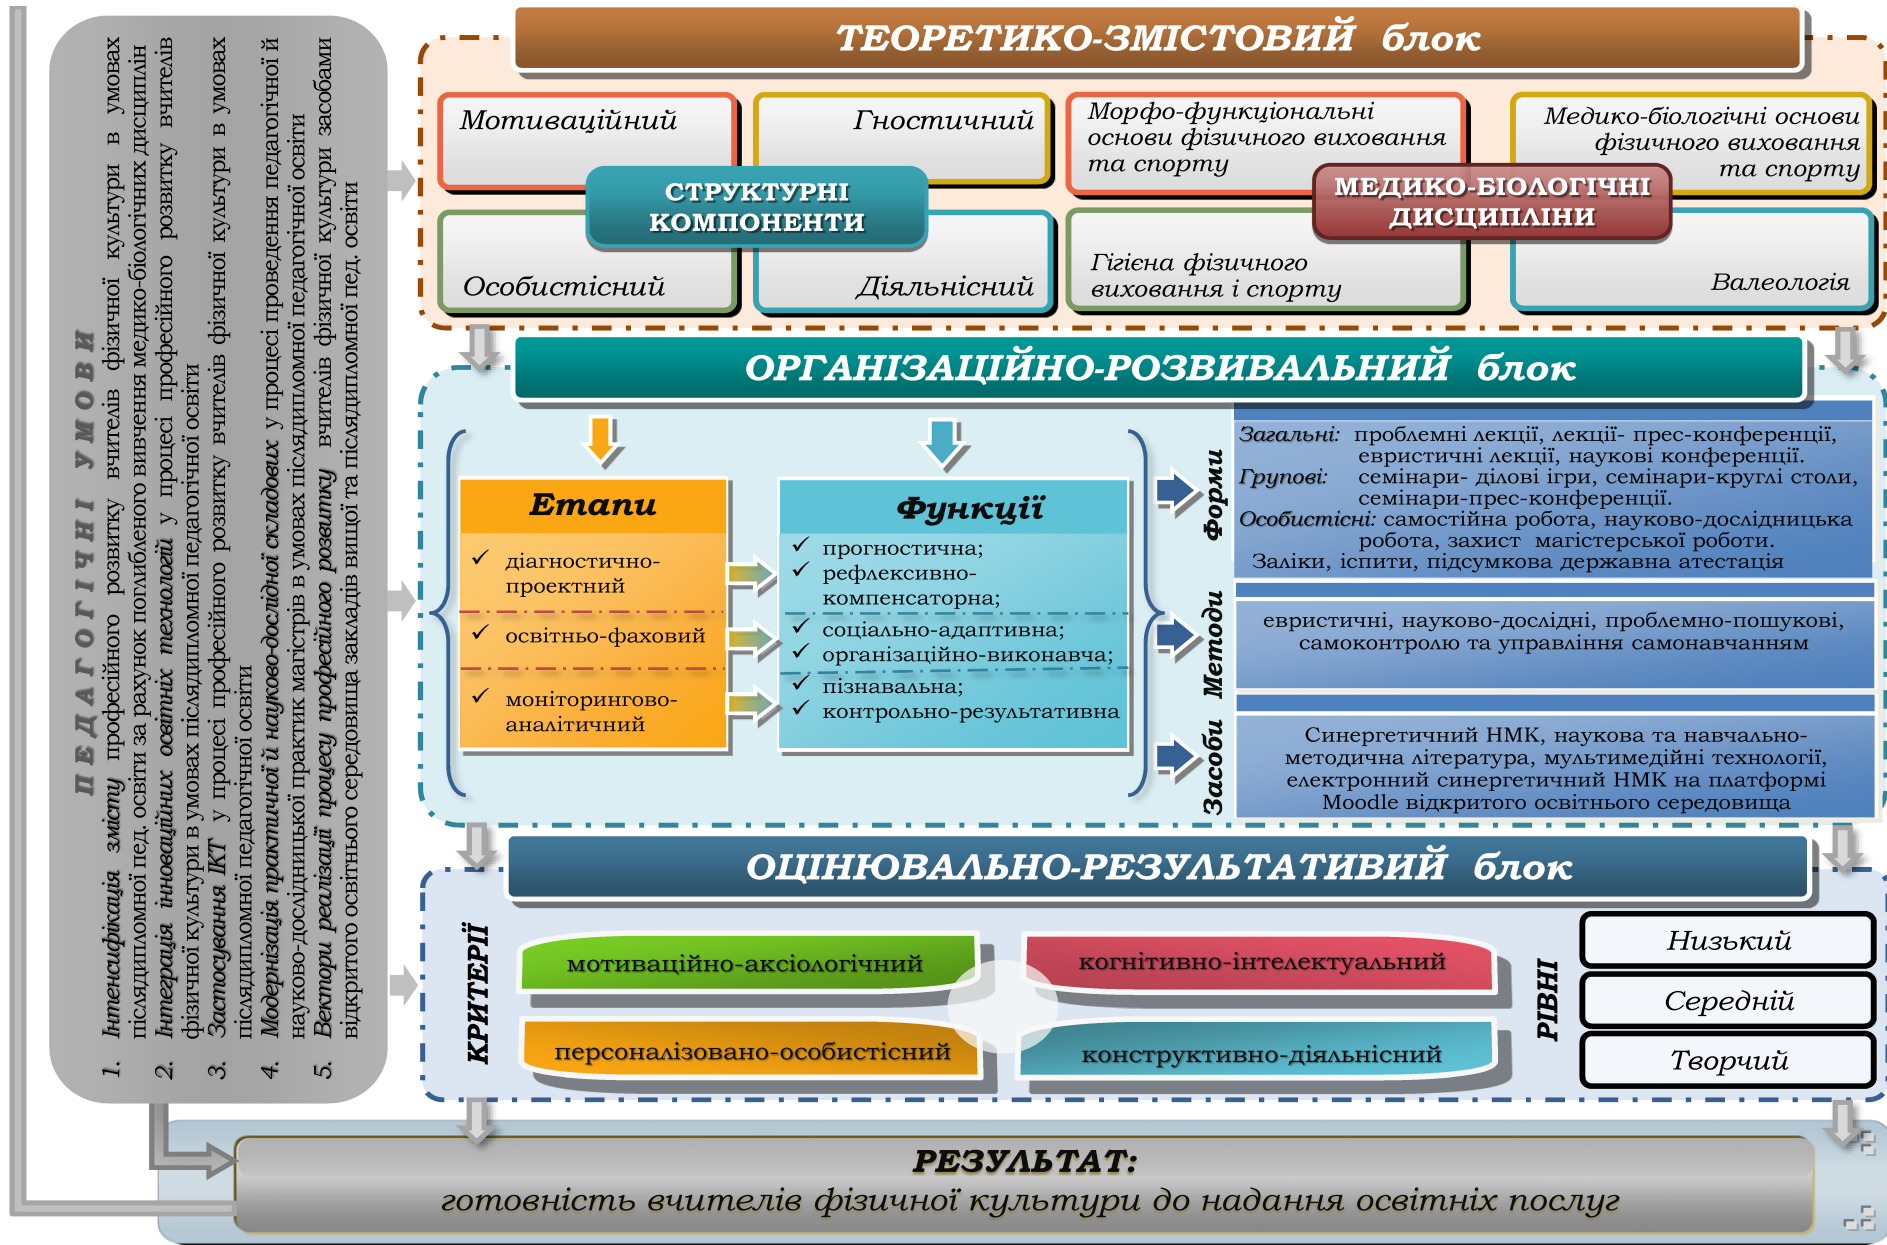 ПЕДАГОГІЧНІ УМОВИ
1. Інтенсифікація змісту професійного розвитку вчителів фізичної культури в умовах
післядипломної пед. освіти за рахунок поглибленого вивчення медико-біологічних дисциплін
2. Інтеграція інноваційних освітніх технологій у процесі професійного розвитку вчителів
фізичної культури в умовах післядипломної педагогічної освіти
3. Застосування ІКТ у процесі професійного розвитку вчителів фізичної культури в умовах
післядипломної педагогічної освіти
4. Модернізація практичної й науково-дослідної складових у процесі проведення педагогічної й
науково-дослідницької практик магістрів в умовах післядипломної педагогічної освіти
5. Вектори реалізації процесу професійного розвитку вчителів фізичної культури засобами
відкритого освітнього середовища закладів вищої та післядипломної пед. освіти
ТЕОРЕТИКО-ЗМІСТОВИЙ блок
Мотиваційний
Гностичний
СТРУКТУРНІ
КОМПОНЕНТИ
Особистісний
Діяльнісний
Морфо-функціональні
основи фізичного виховання
та спорту
Медико-біологічні основи
фізичного виховання
та спорту
МЕДИКО-БІОЛОГІЧНІ
ДИСЦИПЛІНИ
Гігієна фізичного
виховання і спорту
Валеологія
ОРГАНІЗАЦІЙНО-РОЗВИВАЛЬНИЙ блок
Етапи
✓ діагностично-
проектний
✓ освітньо-фаховий
✓ моніторингово-
аналітичний
Функції
✓ прогностична;
✓ рефлексивно-
компенсаторна;
✓ соціально-адаптивна;
✓ організаційно-виконавча;
✓ пізнавальна;
✓ контрольно-результативна
Форми
Загальні: проблемні лекції, лекції- прес-конференції,
евристичні лекції, наукові конференції.
Групові: семінари- ділові ігри, семінари-круглі столи,
семінари-прес-конференції.
Особистісні: самостійна робота, науково-дослідницька
робота, захист магістерської роботи.
Заліки, іспити, підсумкова державна атестація
Методи
евристичні, науково-дослідні, проблемно-пошукові,
самоконтролю та управління самонавчанням
Засоби
Синергетичний НМК, наукова та навчально-
методична література, мультимедійні технології,
електронний синергетичний НМК на платформі
Moodle відкритого освітнього середовища
ОЦІНЮВАЛЬНО-РЕЗУЛЬТАТИВИЙ блок
КРИТЕРІЇ
мотиваційно-аксіологічний
когнітивно-інтелектуальний
персоналізовано-особистісний
конструктивно-діяльнісний
РІВНІ
Низький
Середній
Творчий
РЕЗУЛЬТАТ:
готовність вчителів фізичної культури до надання освітніх послуг